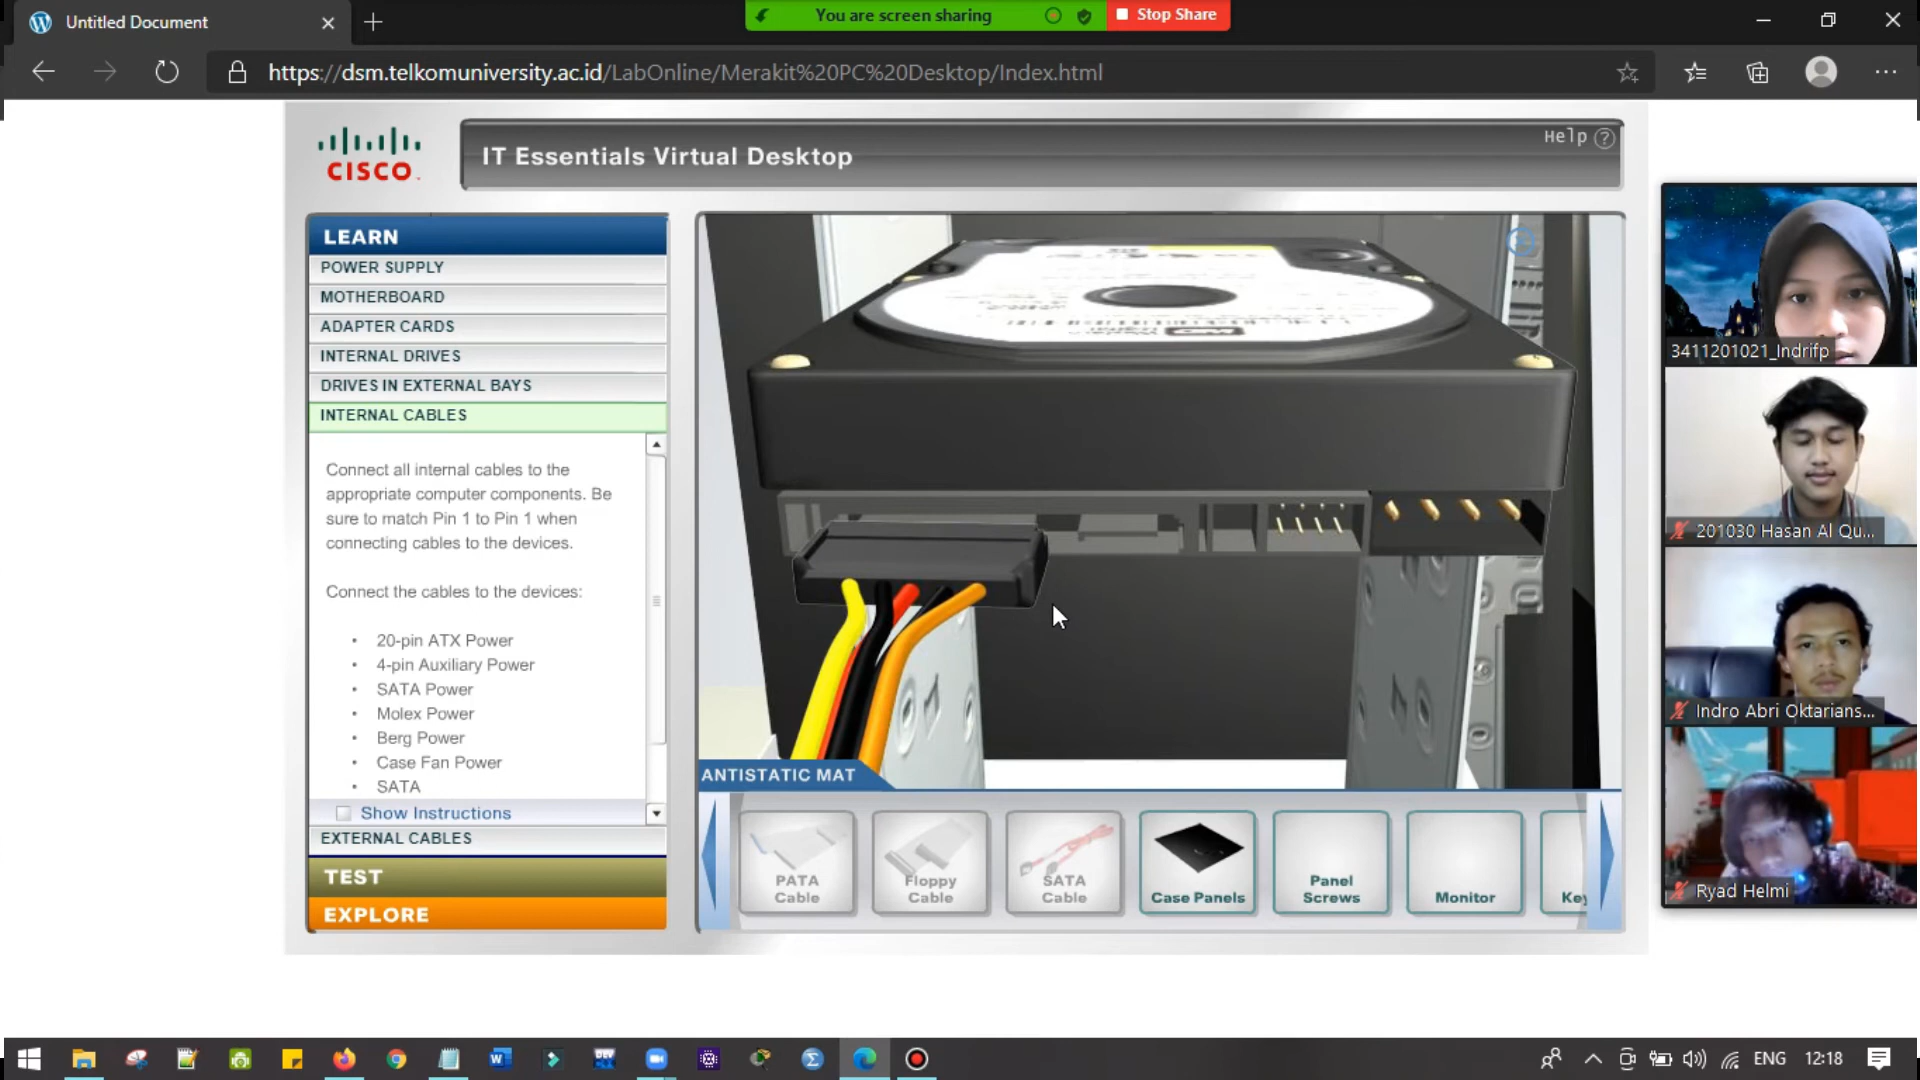 Untitled Document
You are screen sharing
Stop Share
https://dsm.telkomuniversity.ac.id/LabOnline/Merakit%20PC%20Desktop/Index.html
CISCO
IT Essentials Virtual Desktop
Help ?
LEARN
POWER SUPPLY
MOTHERBOARD
ADAPTER CARDS
INTERNAL DRIVES
DRIVES IN EXTERNAL BAYS
INTERNAL CABLES
Connect all internal cables to the
appropriate computer components. Be
sure to match Pin 1 to Pin 1 when
connecting cables to the devices.
Connect the cables to the devices:
• 20-pin ATX Power
• 4-pin Auxiliary Power
• SATA Power
• Molex Power
• Berg Power
• Case Fan Power
• SATA
Show Instructions
EXTERNAL CABLES
TEST
EXPLORE
ANTISTATIC MAT
PATA
Cable
Floppy
Cable
SATA
Cable
Case Panels
Panel
Screws
Monitor
Key
3411201021_Indrifp
201030 Hasan Al Qu...
Indro Abri Oktarians...
Ryad Helmi
ENG
12:18